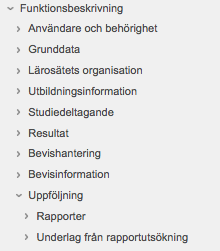 Funktionsbeskrivning
Användare och behörighet
Grunddata
Lärosätets organisation
Utbildningsinformation
Studiedeltagande
Resultat
Bevishantering
Bevisinformation
Uppföljning
Rapporter
Underlag från rapportutsökning